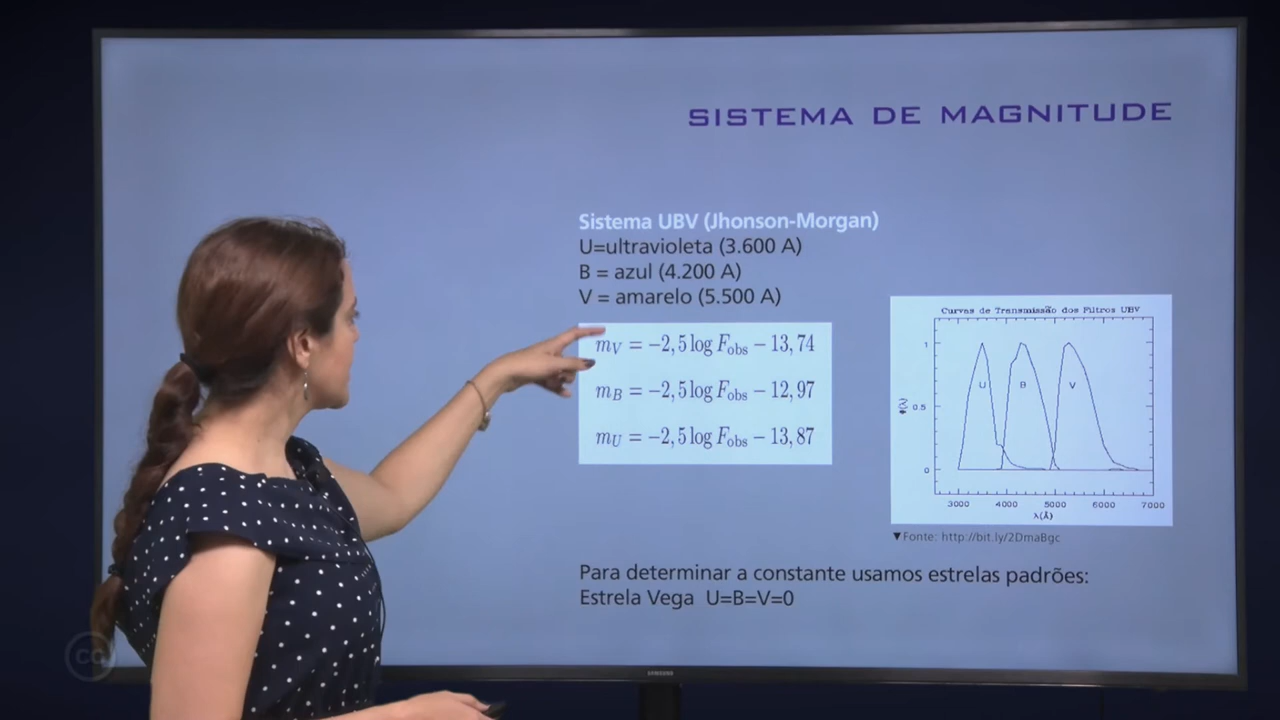 SISTEMA DE MAGNITUDE
Sistema UBV (Jhonson-Morgan)
U=ultravioleta (3.600 A)
B = azul (4.200 A)
V = amarelo (5.500 A)
m_V = −2,5 log F_obs − 13,74
m_B = −2,5 log F_obs − 12,97
m_U = −2,5 log F_obs − 13,87
Curvas de Transmissão dos Filtros UBV
1
U B V
0.5
0
3000 4000 5000 6000 7000
λ(Å)
▼Fonte: http://bit.ly/2DmaBgc
Para determinar a constante usamos estrelas padrões:
Estrela Vega U=B=V=0
SAMSUNG
cc